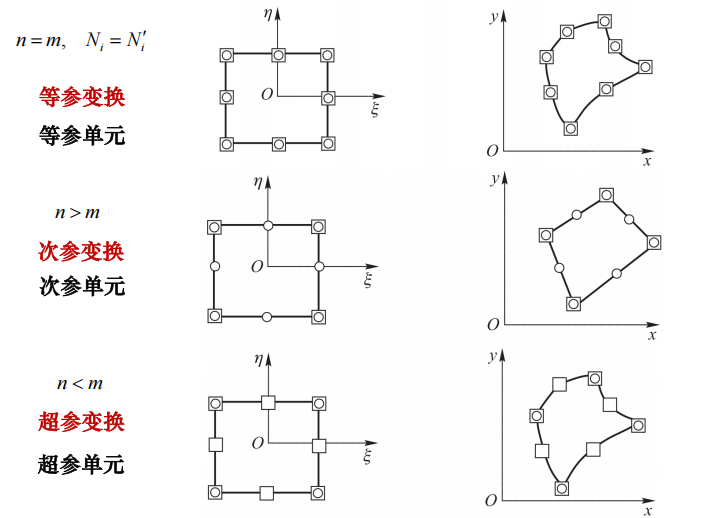 n = m, N_i = N_i'
等参变换
等参单元
η
O
ξ
y
O
x
n > m
次参变换
次参单元
η
O
ξ
y
O
x
n < m
超参变换
超参单元
η
O
ξ
y
O
x